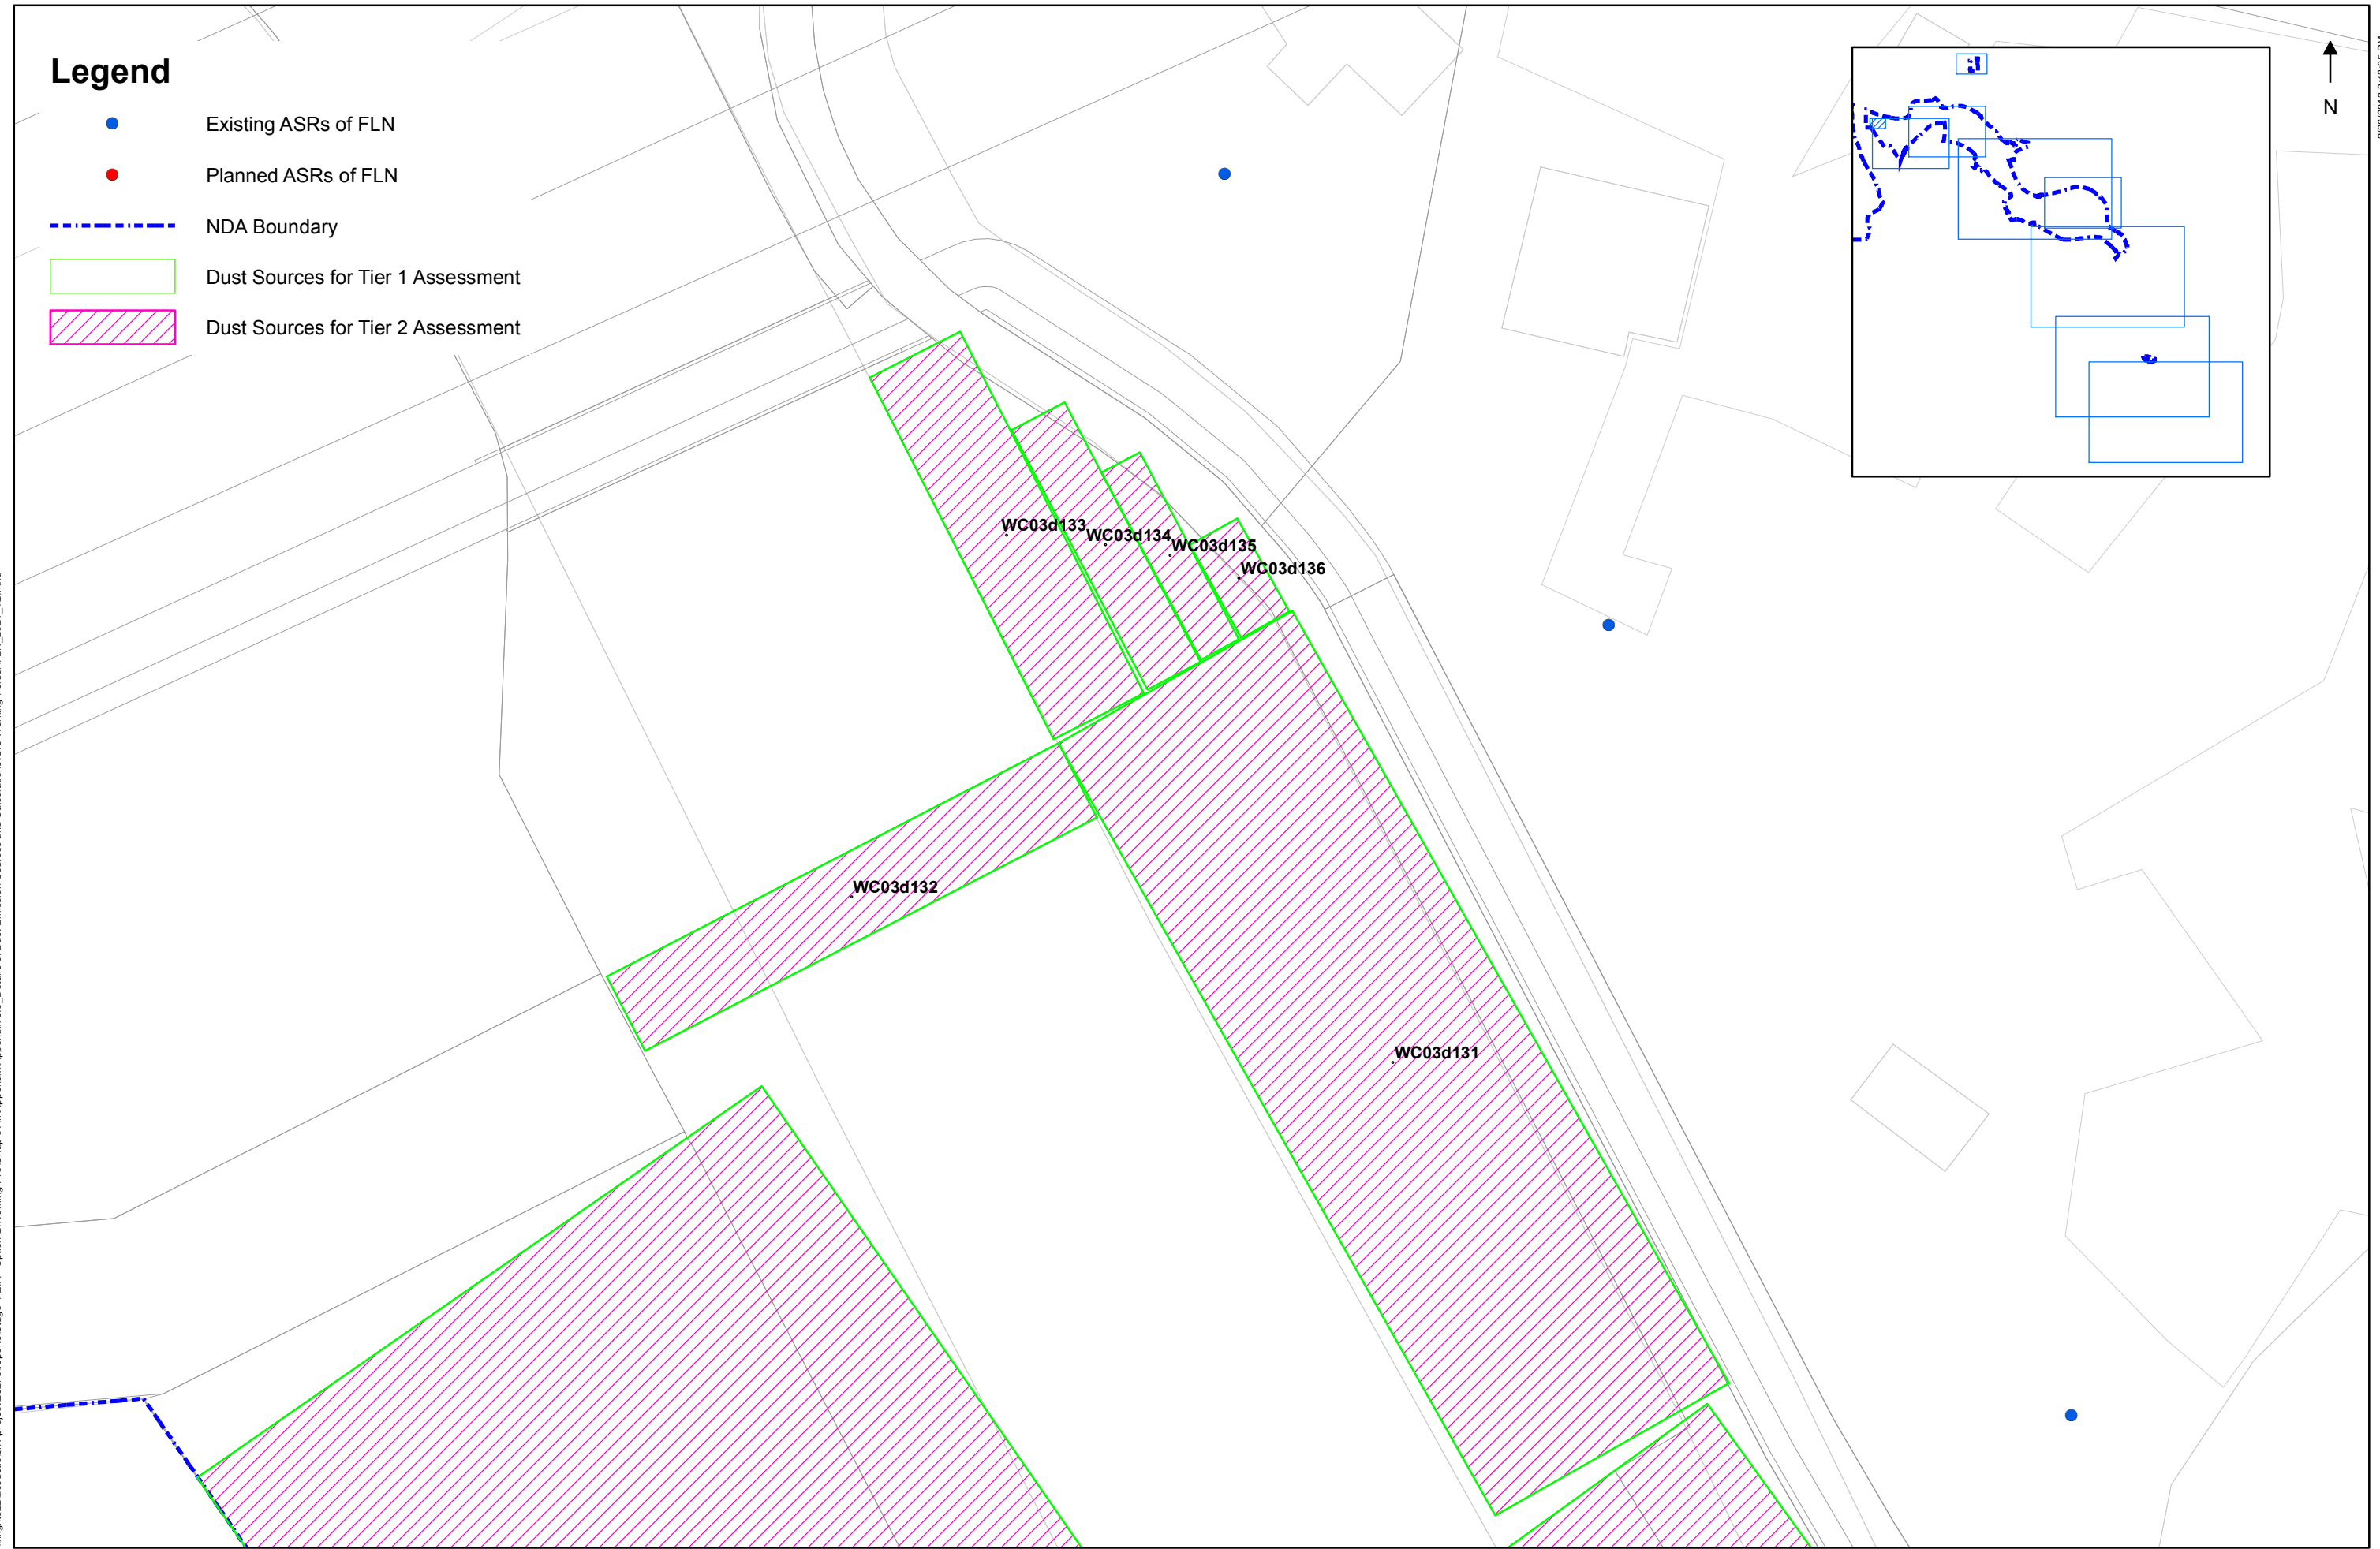 Legend
Existing ASRs of FLN
Planned ASRs of FLN
NDA Boundary
Dust Sources for Tier 1 Assessment
Dust Sources for Tier 2 Assessment
N
WC03d133
WC03d134
WC03d135
WC03d136
WC03d132
WC03d131